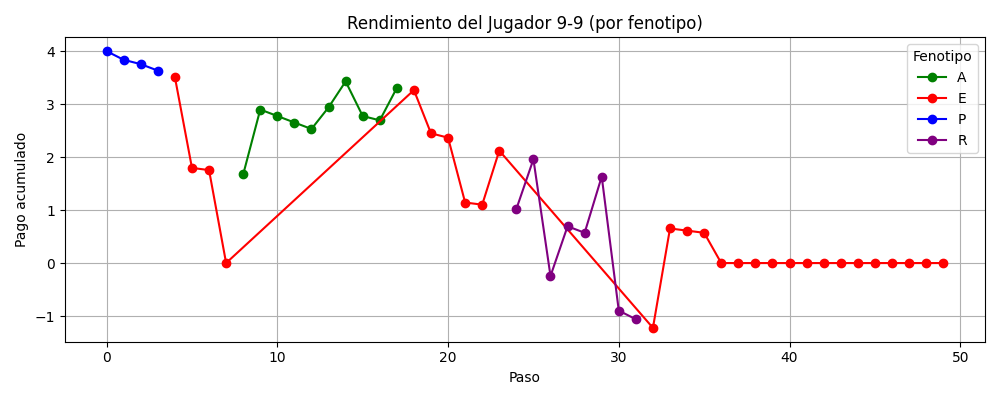 Rendimiento del Jugador 9-9 (por fenotipo)
Pago acumulado
4
3
2
1
0
−1
0
10
20
30
40
50
Paso
Fenotipo
A
E
P
R